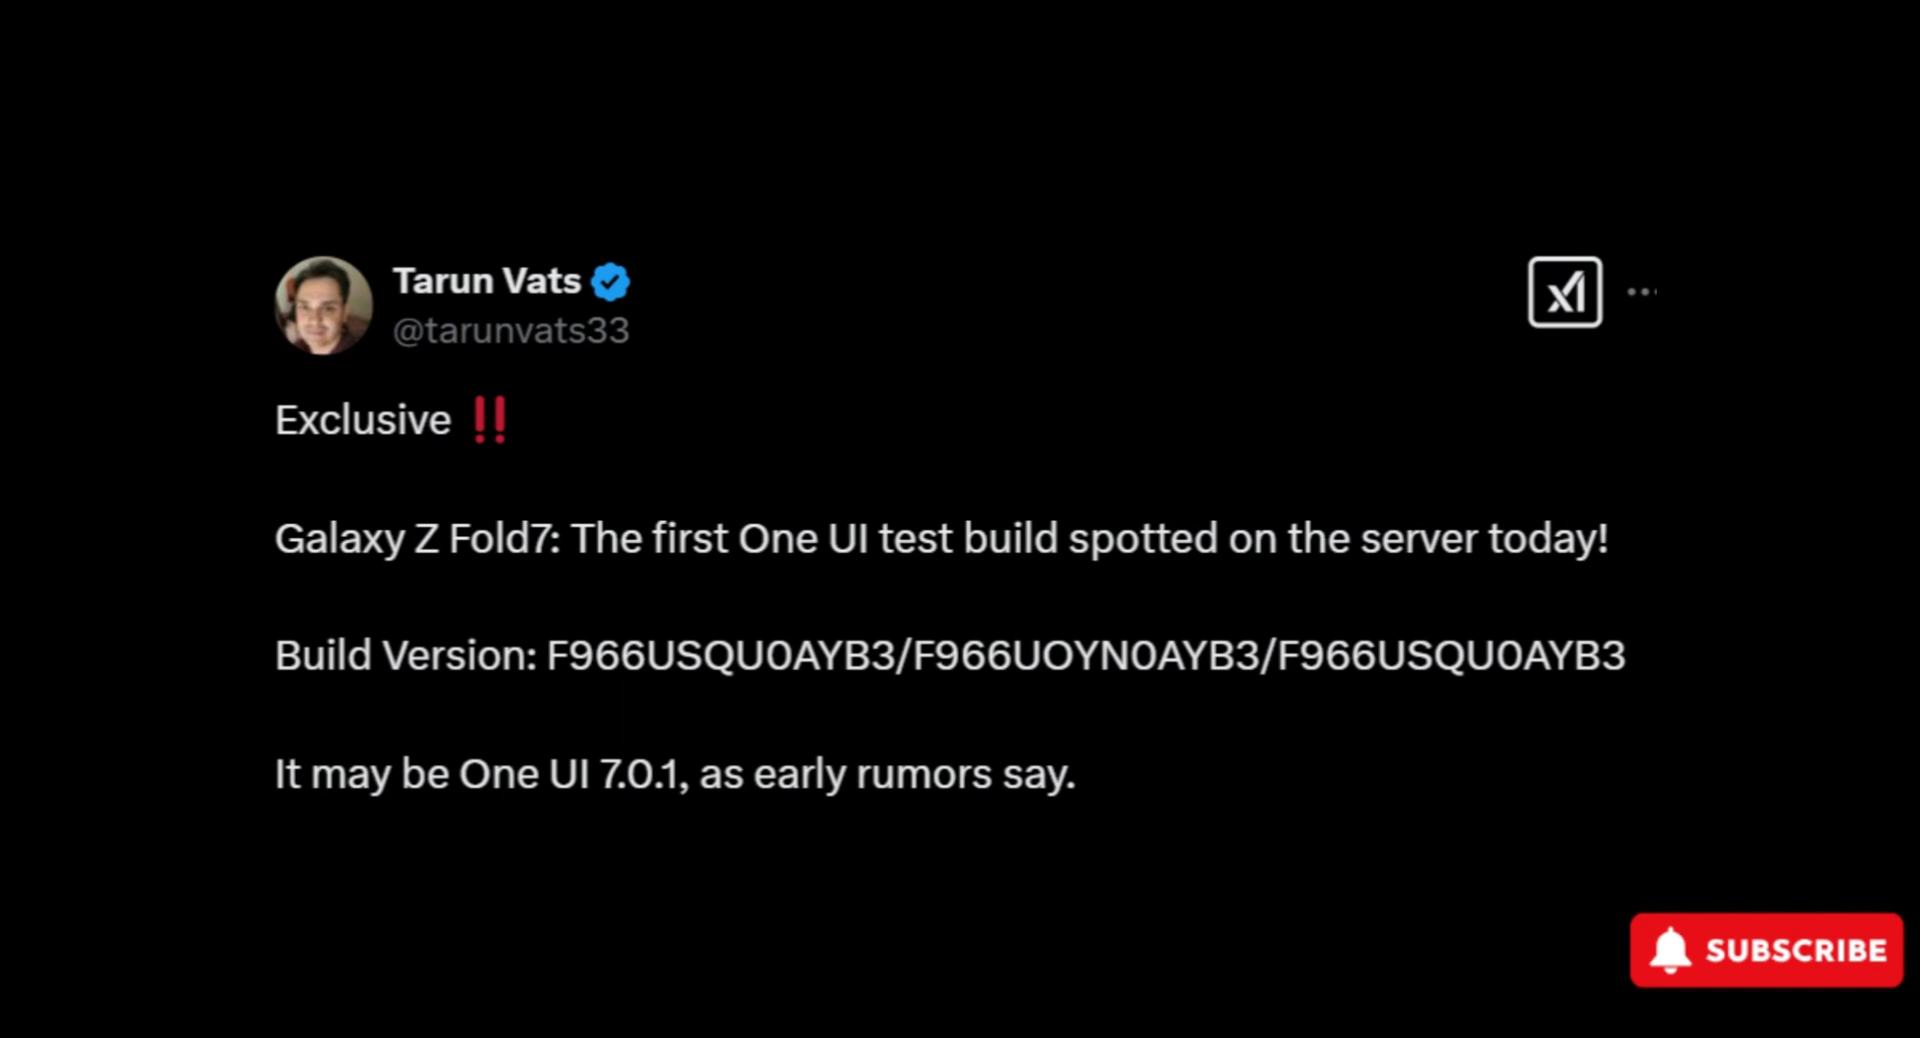 Tarun Vats
@tarunvats33
Exclusive ‼️
Galaxy Z Fold7: The first One UI test build spotted on the server today!
Build Version: F966USQU0AYB3/F966UOYN0AYB3/F966USQU0AYB3
It may be One UI 7.0.1, as early rumors say.
SUBSCRIBE